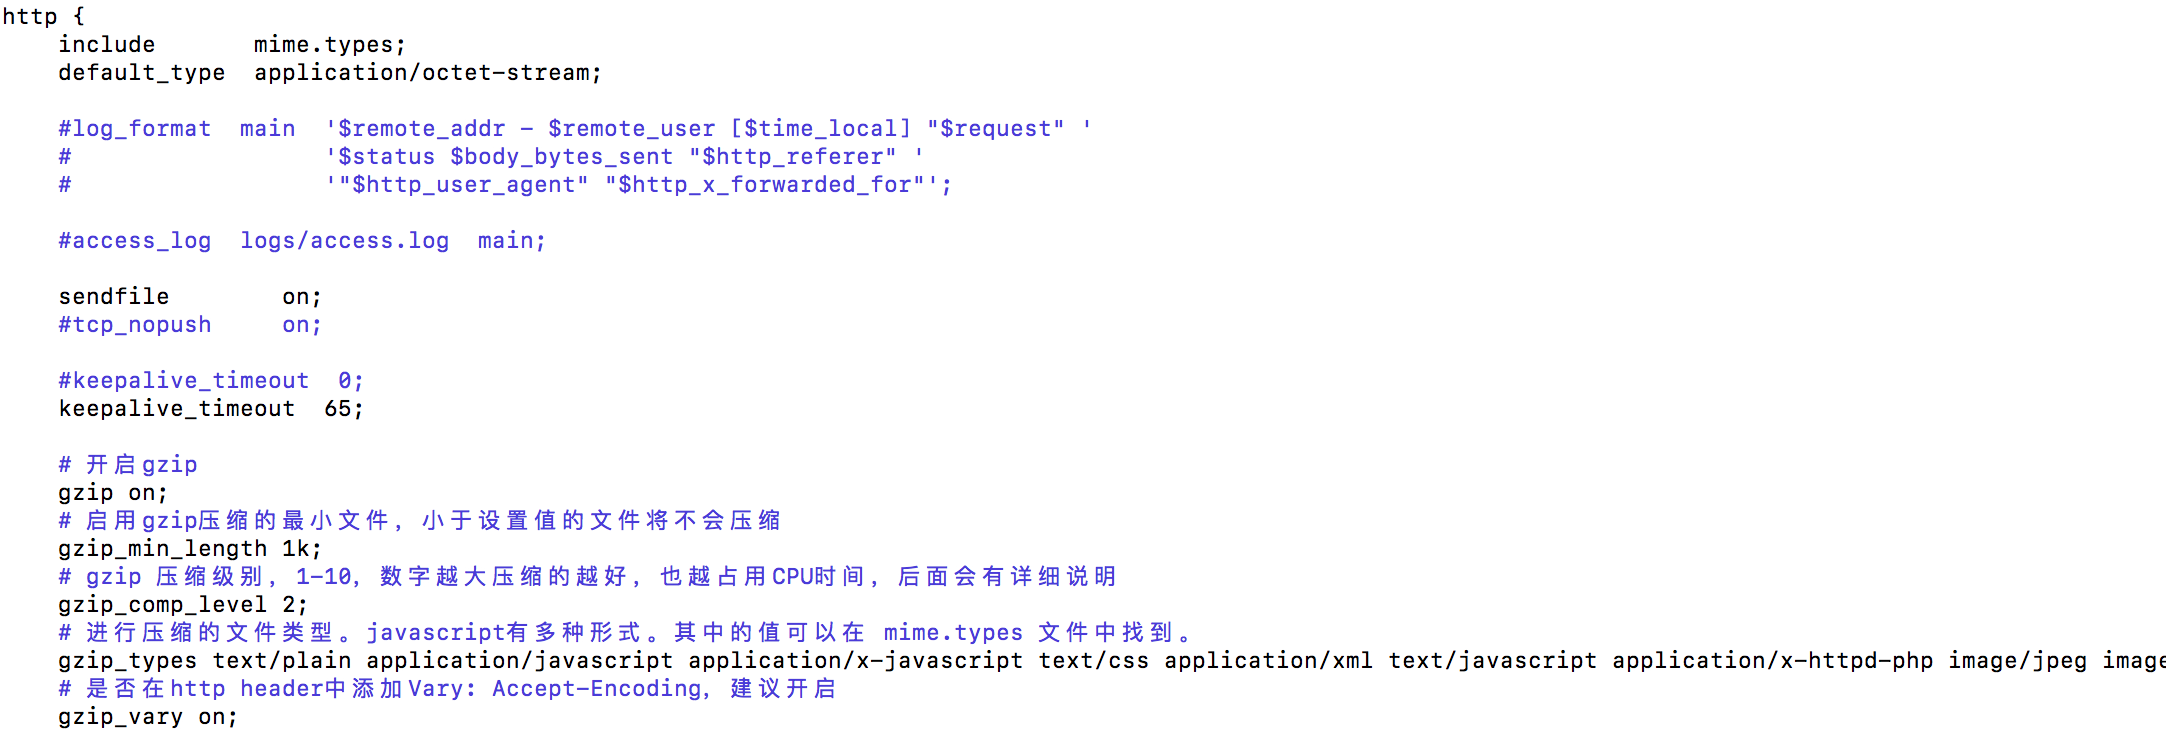 http {
    include       mime.types;
    default_type  application/octet-stream;
    #log_format  main  '$remote_addr - $remote_user [$time_local] "$request" '
    #                  '$status $body_bytes_sent "$http_referer" '
    #                  '"$http_user_agent" "$http_x_forwarded_for"';
    #access_log  logs/access.log  main;
    sendfile        on;
    #tcp_nopush     on;
    #keepalive_timeout  0;
    keepalive_timeout  65;
    # 开启gzip
    gzip on;
    # 启用gzip压缩的最小文件，小于设置值的文件将不会压缩
    gzip_min_length 1k;
    # gzip 压缩级别，1-10，数字越大压缩的越好，也越占用CPU时间，后面会有详细说明
    gzip_comp_level 2;
    # 进行压缩的文件类型。javascript有多种形式。其中的值可以在 mime.types 文件中找到。
    gzip_types text/plain application/javascript application/x-javascript text/css application/xml text/javascript application/x-httpd-php image/jpeg image
    # 是否在http header中添加Vary: Accept-Encoding，建议开启
    gzip_vary on;